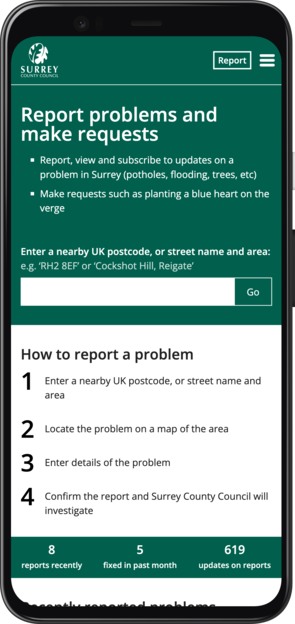 SURREY
COUNTY COUNCIL
Report
Report problems and
make requests
Report, view and subscribe to updates on a
problem in Surrey (potholes, flooding, trees, etc)
Make requests such as planting a blue heart on the
verge
Enter a nearby UK postcode, or street name and area:
e.g. ‘RH2 8EF’ or ‘Cockshot Hill, Reigate’
Go
How to report a problem
1 Enter a nearby UK postcode, or street name and
area
2 Locate the problem on a map of the area
3 Enter details of the problem
4 Confirm the report and Surrey County Council will
investigate
8 5 619
reports recently fixed in past month updates on reports
Recently reported problems